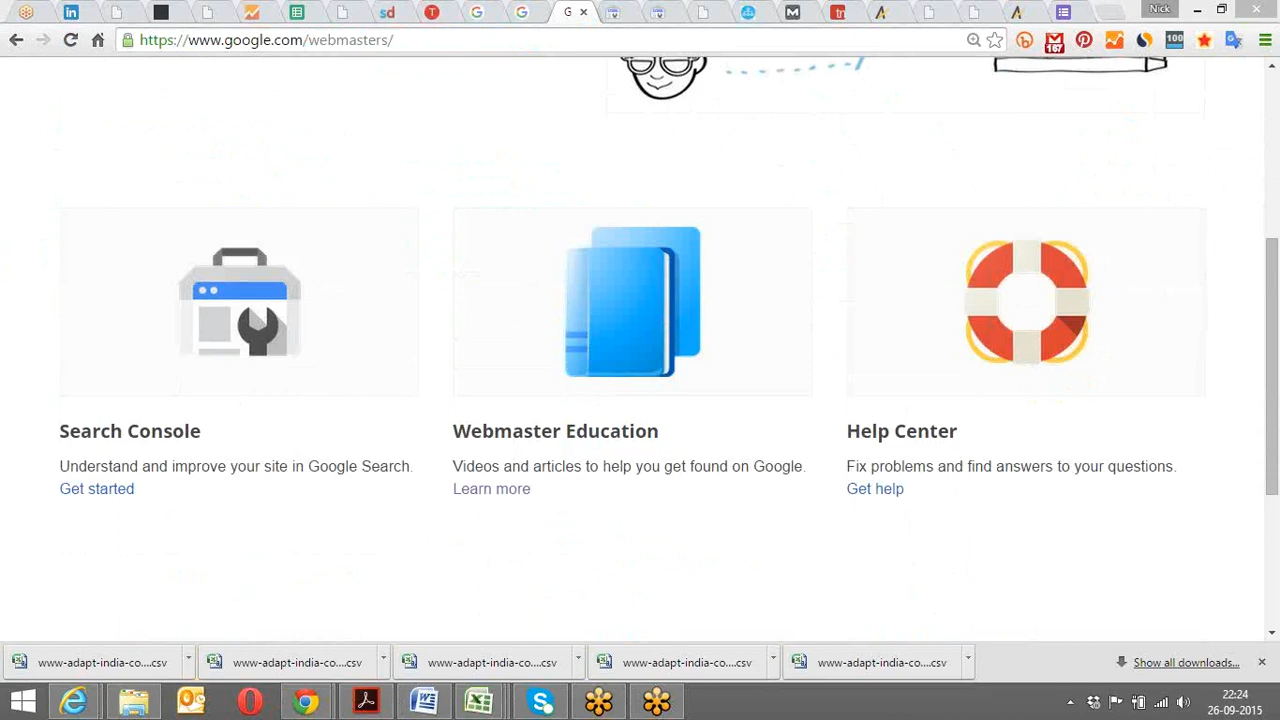 Nick
https://www.google.com/webmasters/
167
100
Search Console
Understand and improve your site in Google Search.
Get started
Webmaster Education
Videos and articles to help you get found on Google.
Learn more
Help Center
Fix problems and find answers to your questions.
Get help
www-adapt-india-co....csv
www-adapt-india-co....csv
www-adapt-india-co....csv
www-adapt-india-co....csv
www-adapt-india-co....csv
Show all downloads...
22:24
26-09-2015